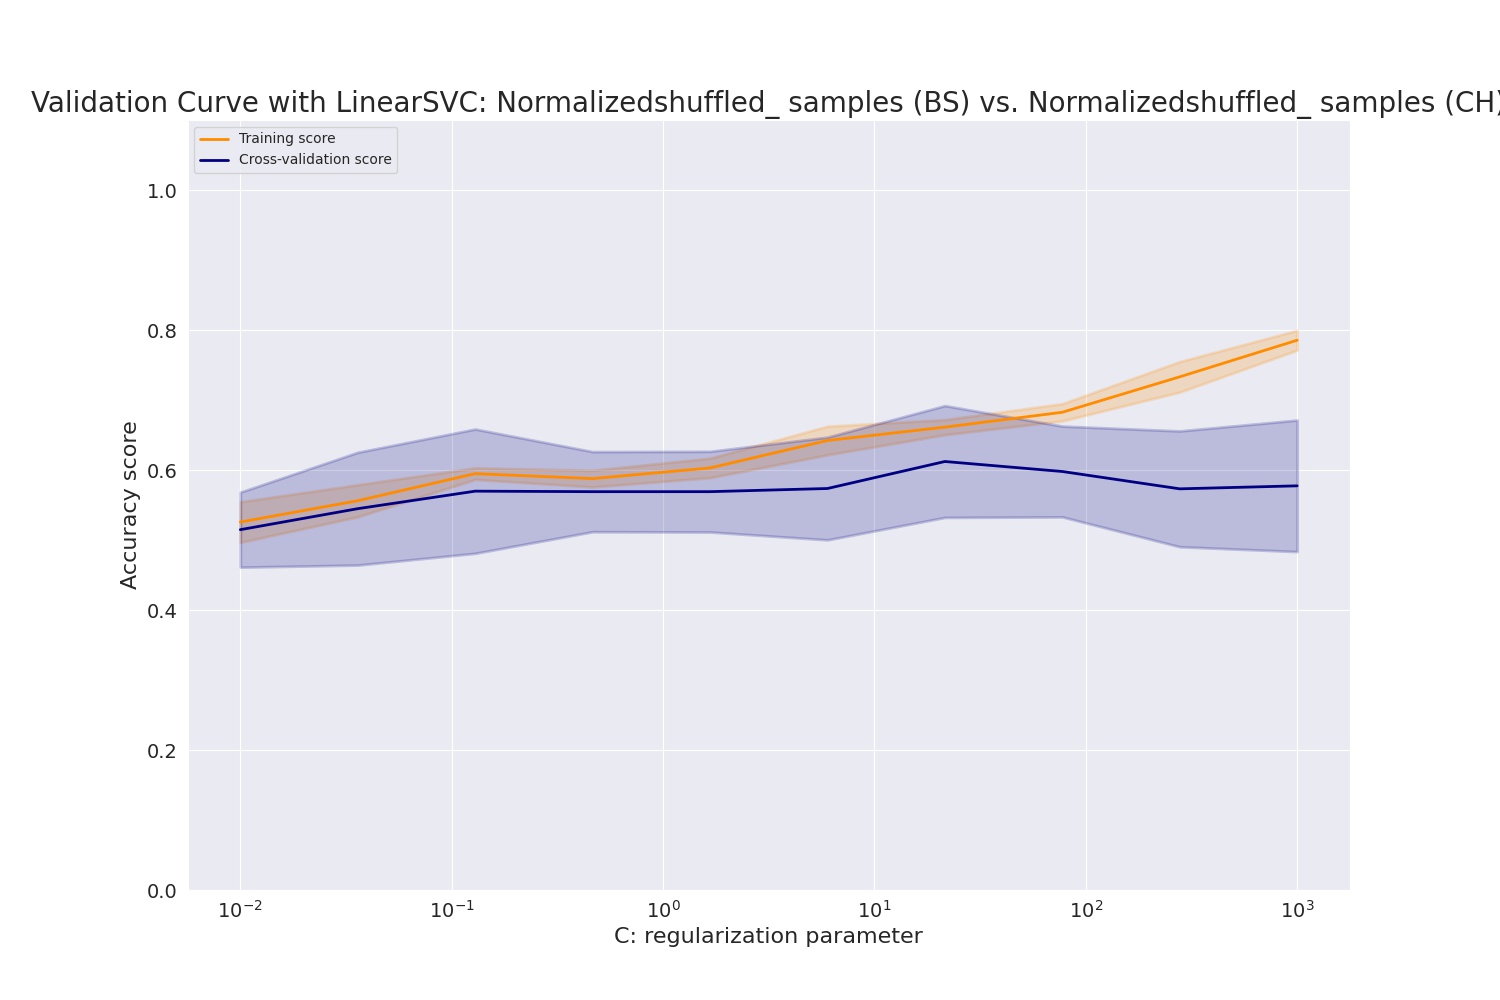 Validation Curve with LinearSVC: Normalizedshuffled_ samples (BS) vs. Normalizedshuffled_ samples (CH)
Training score
Cross-validation score
1.0
0.8
0.6
0.4
0.2
0.0
Accuracy score
10⁻²
10⁻¹
10⁰
10¹
10²
10³
C: regularization parameter